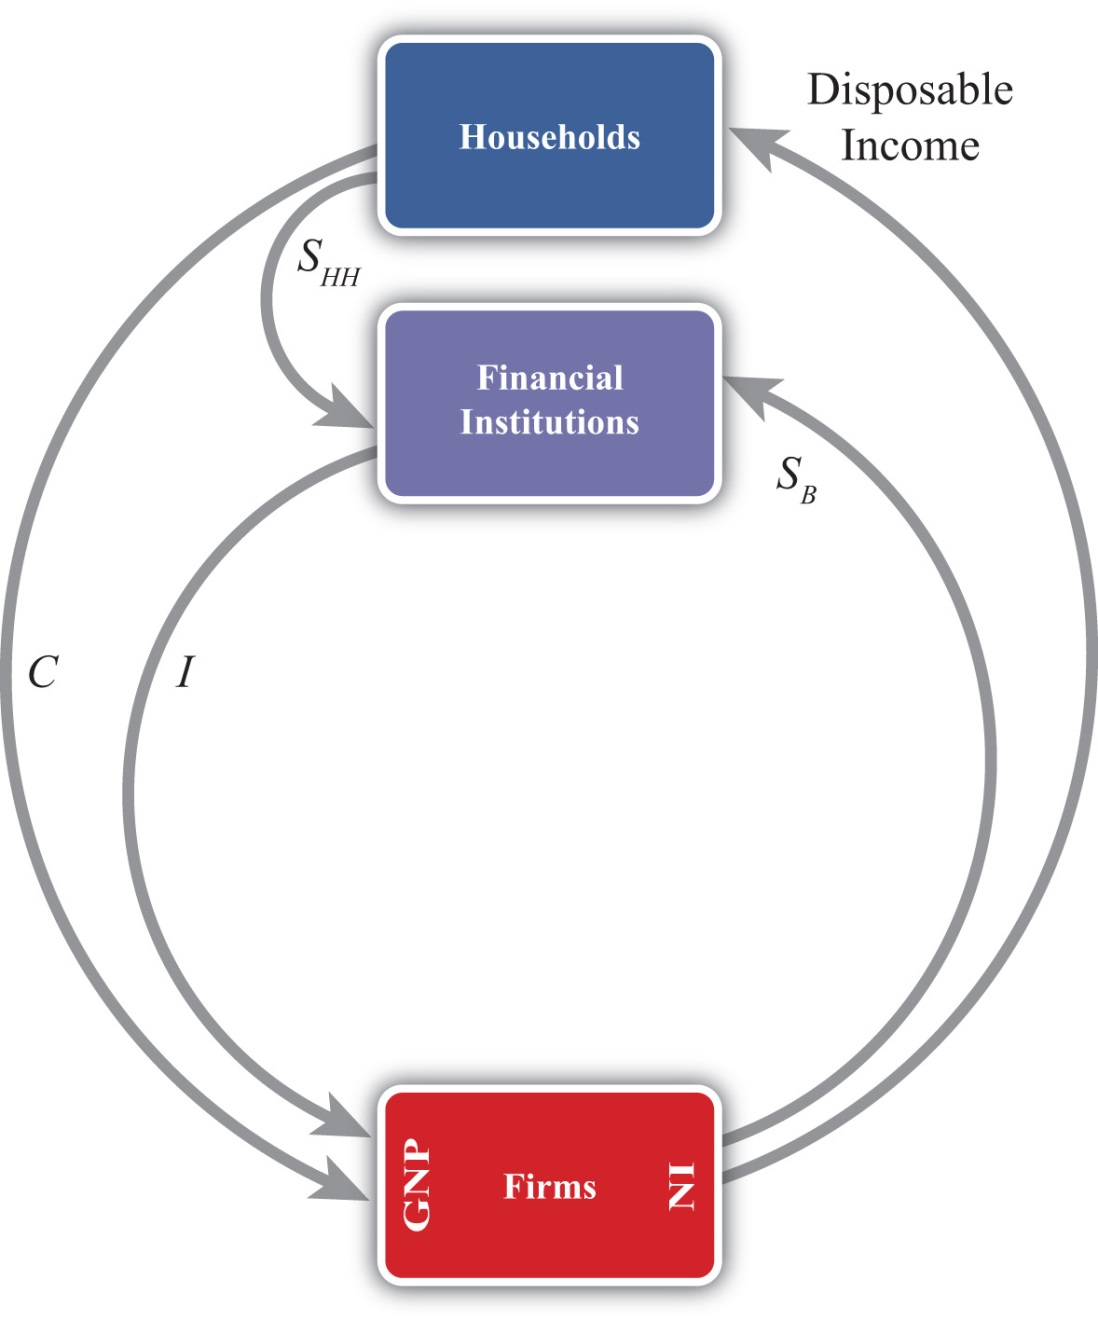 Households
Disposable
Income
S_HH
Financial
Institutions
S_B
C
I
GNP
Firms
NI